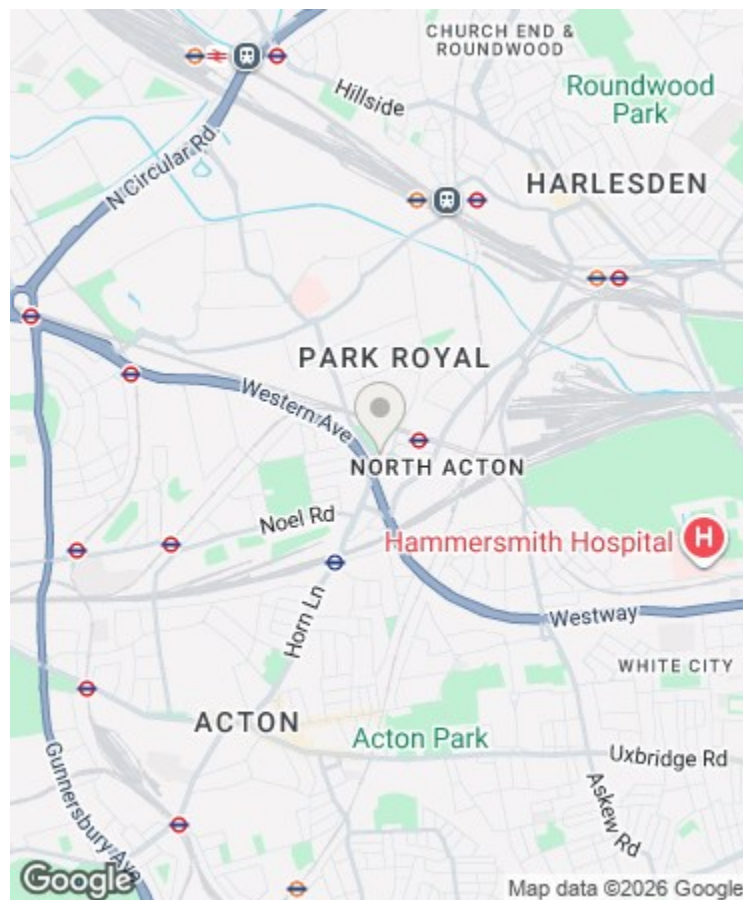 CHURCH END &
ROUNDWOOD
Hillside
Roundwood
Park
N Circular Rd
HARLESDEN
PARK ROYAL
Western Ave
NORTH ACTON
Noel Rd
Hammersmith Hospital
H
Horn Ln
Westway
WHITE CITY
ACTON
Acton Park
Uxbridge Rd
Gunnersbury Ave
Askew Rd
Google
Map data ©2026 Google